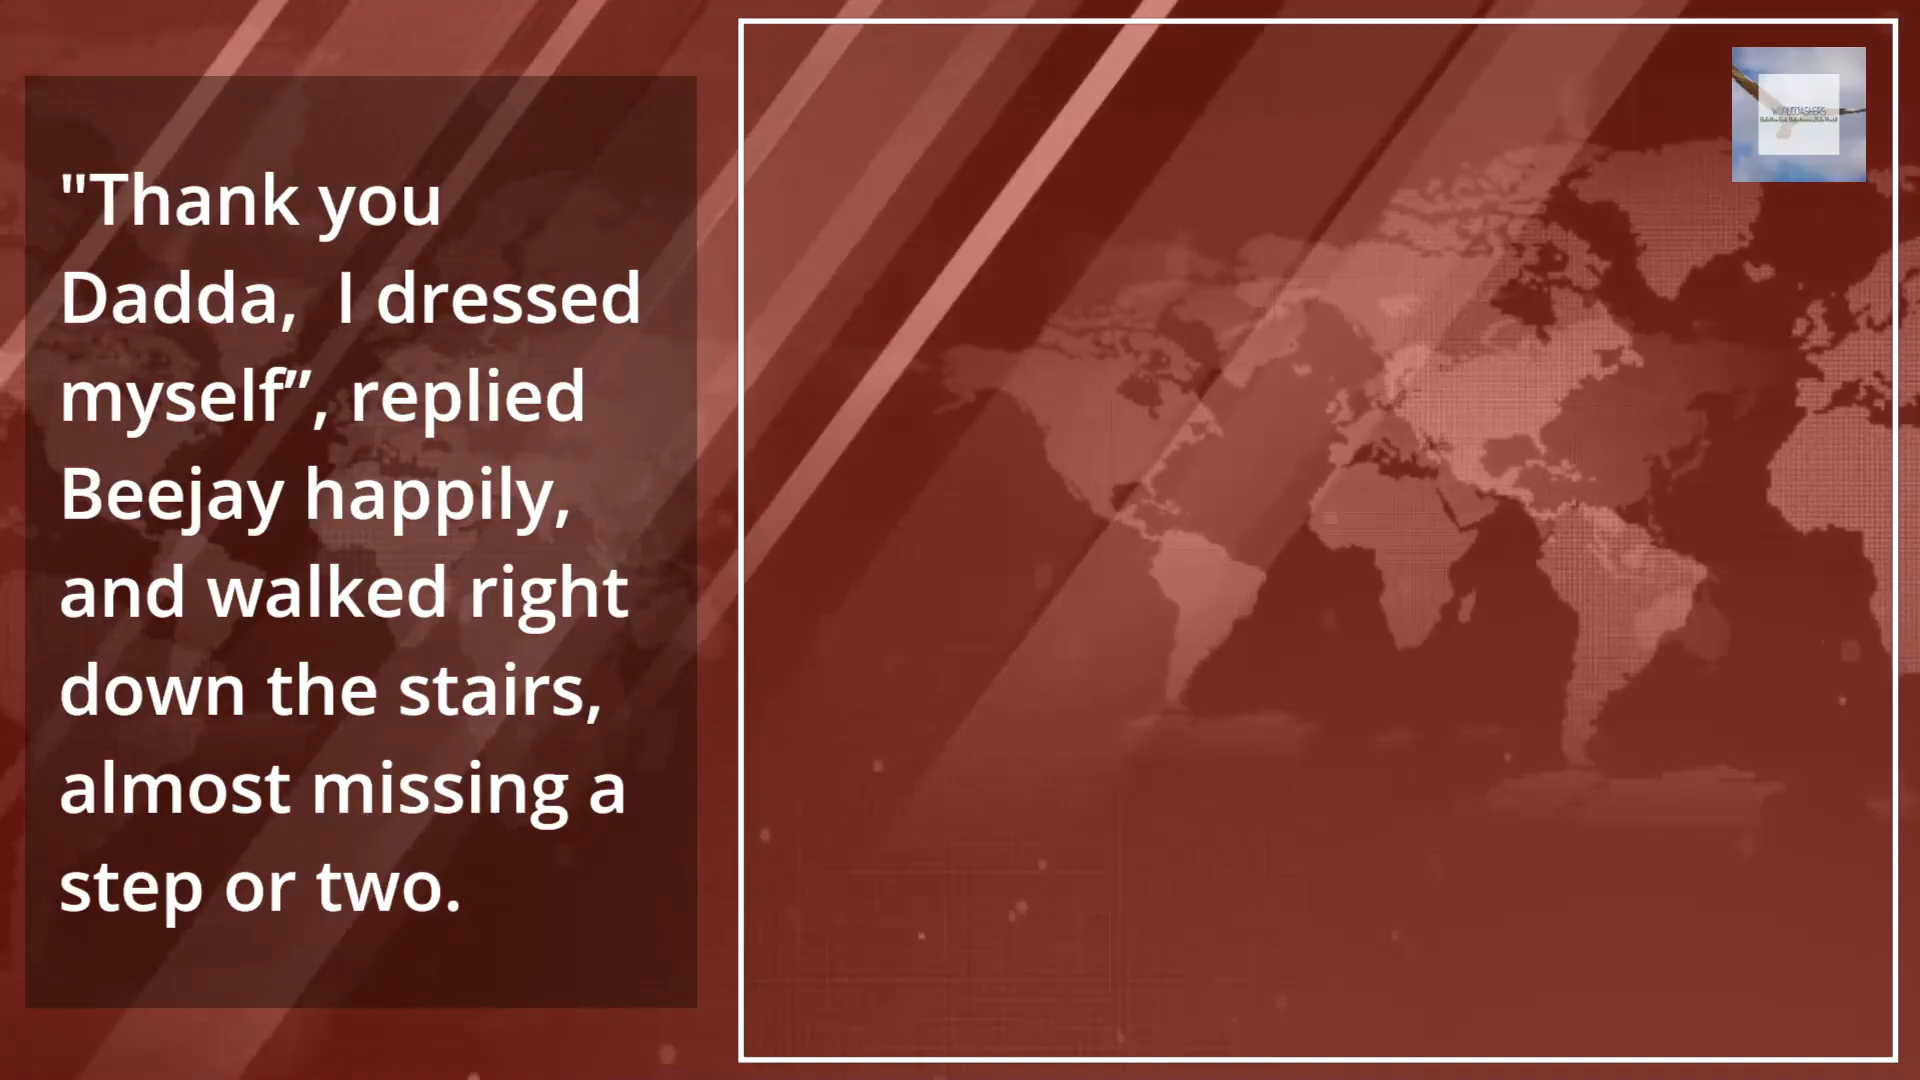 "Thank you
Dadda,  I dressed
myself”, replied
Beejay happily,
and walked right
down the stairs,
almost missing a
step or two.